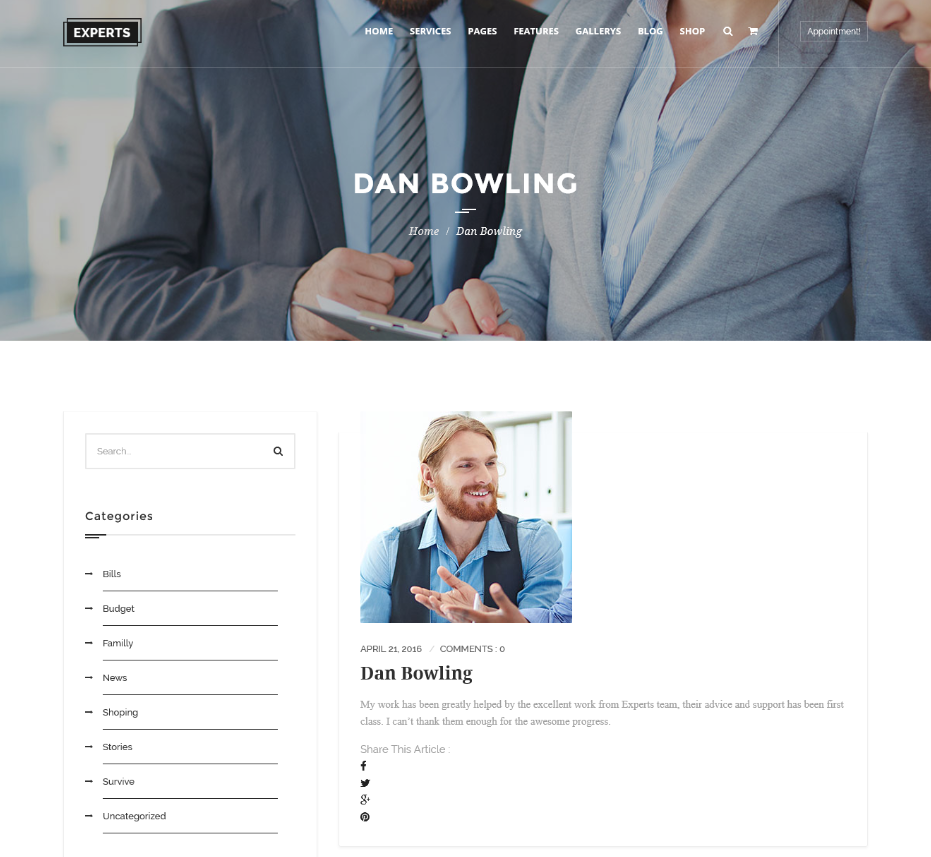 EXPERTS
HOME SERVICES PAGES FEATURES GALLERYS BLOG SHOP Appointment!
DAN BOWLING
Home / Dan Bowling
Search..
Categories
Bills
Budget
Familly
News
Shoping
Stories
Survive
Uncategorized
APRIL 21, 2016 / COMMENTS : 0
Dan Bowling
My work has been greatly helped by the excellent work from Experts team, their advice and support has been first
class. I can't thank them enough for the awesome progress.
Share This Article :